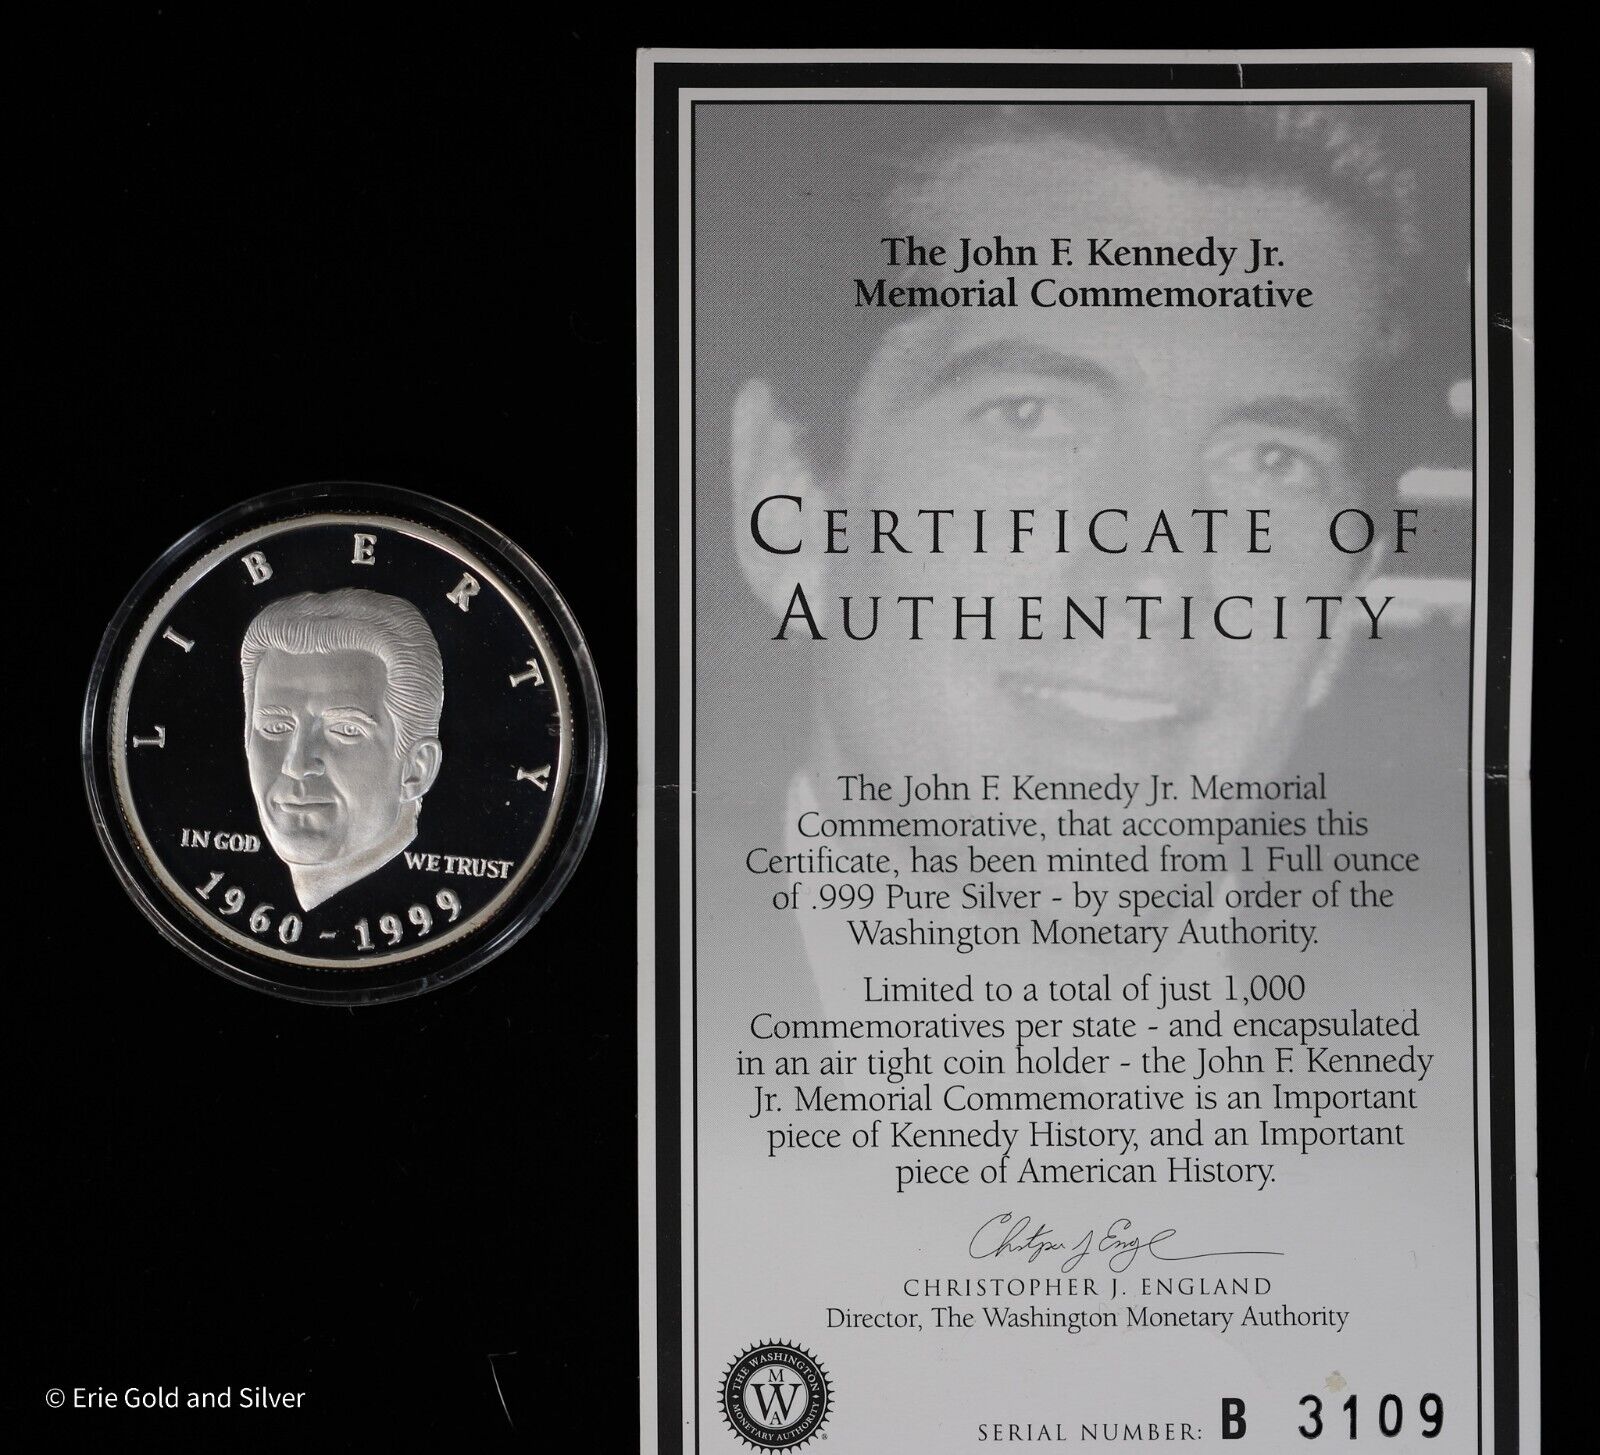 LIBERTY
IN GOD WE TRUST
1960-1999
The John F. Kennedy Jr.
Memorial Commemorative
CERTIFICATE OF
AUTHENTICITY
The John F. Kennedy Jr. Memorial
Commemorative, that accompanies this
Certificate, has been minted from 1 Full ounce
of .999 Pure Silver - by special order of the
Washington Monetary Authority.
Limited to a total of just 1,000
Commemoratives per state - and encapsulated
in an air tight coin holder - the John F. Kennedy
Jr. Memorial Commemorative is an Important
piece of Kennedy History, and an Important
piece of American History.
Christopher J. England
CHRISTOPHER J. ENGLAND
Director, The Washington Monetary Authority
THE WASHINGTON
MONETARY AUTHORITY
M
W
A
®
SERIAL NUMBER: B 3109
© Erie Gold and Silver